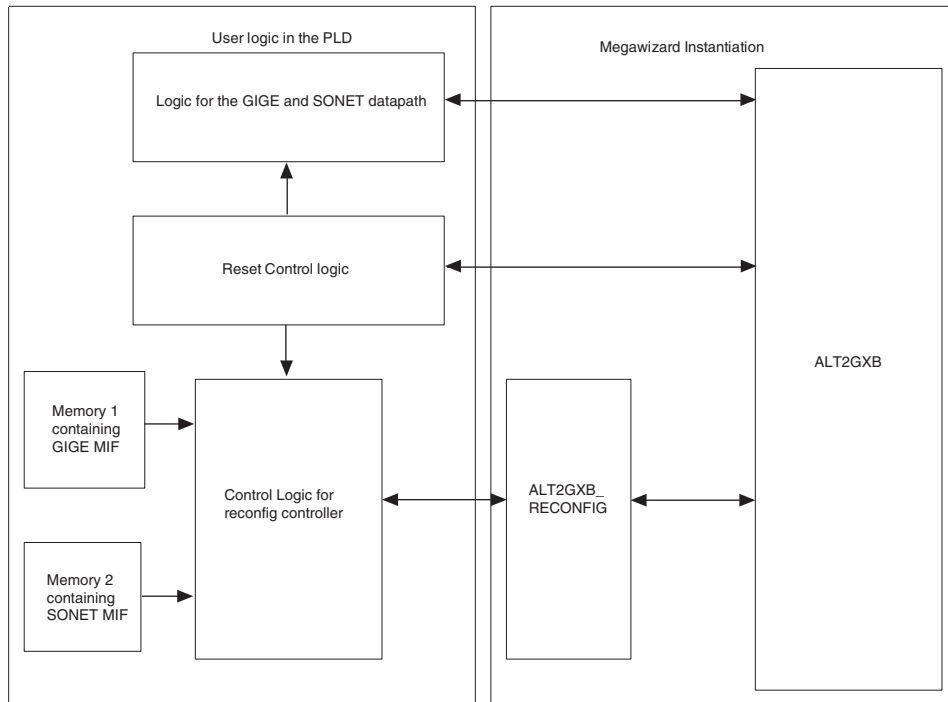 User logic in the PLD
Megawizard Instantiation
Logic for the GIGE and SONET datapath
Reset Control logic
ALT2GXB
Memory 1
containing
GIGE MIF
Control Logic for
reconfig controller
ALT2GXB_
RECONFIG
Memory 2
containing
SONET MIF